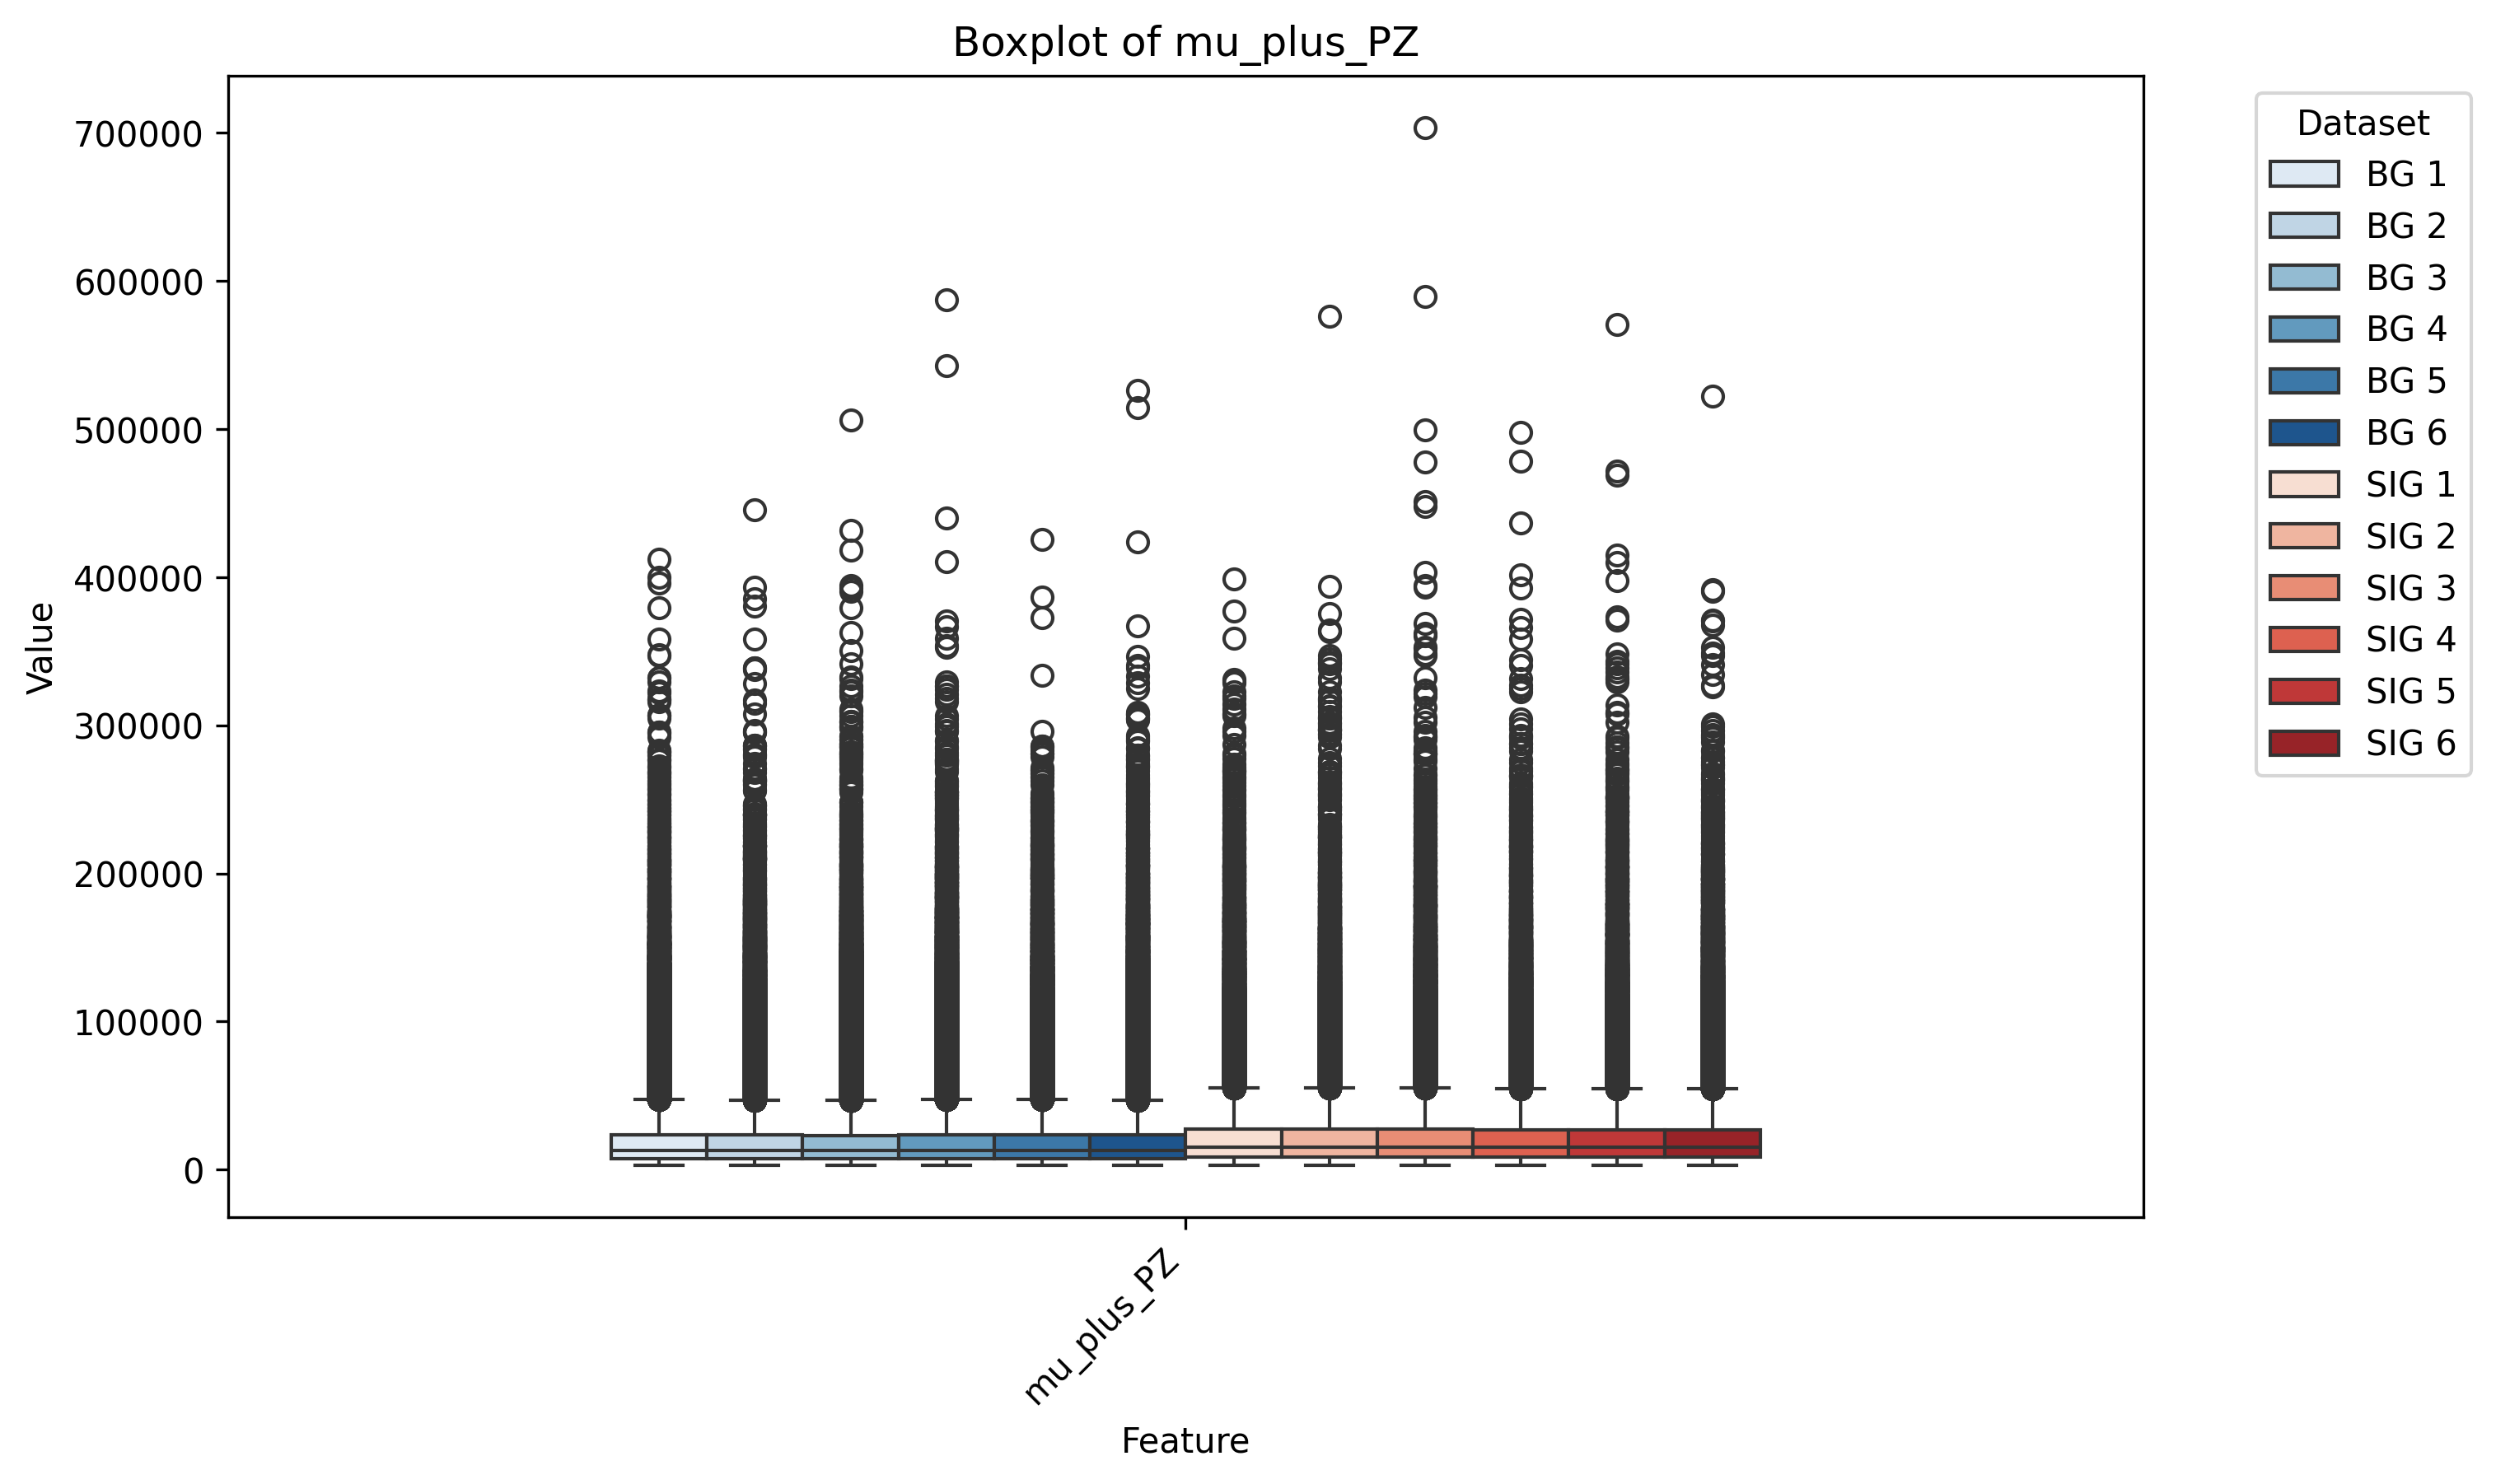 Boxplot of mu_plus_PZ
700000
600000
500000
400000
300000
200000
100000
0
Value
mu_plus_PZ
Feature
Dataset
BG 1
BG 2
BG 3
BG 4
BG 5
BG 6
SIG 1
SIG 2
SIG 3
SIG 4
SIG 5
SIG 6